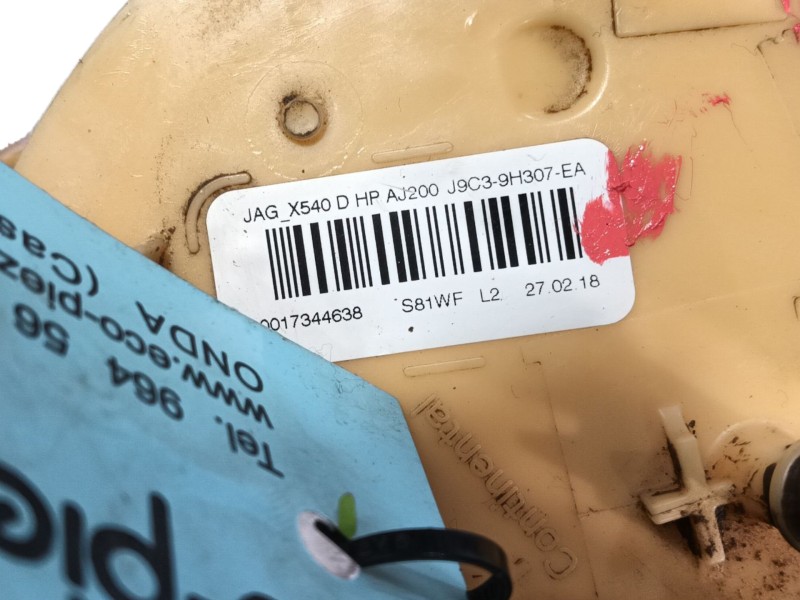 JAG_X540 D HP AJ200 J9C3-9H307-EA
0017344638 S81WF L2 27.02.18
Continental
Tel. 964 56
www.eco-piez
ONDA (Cas